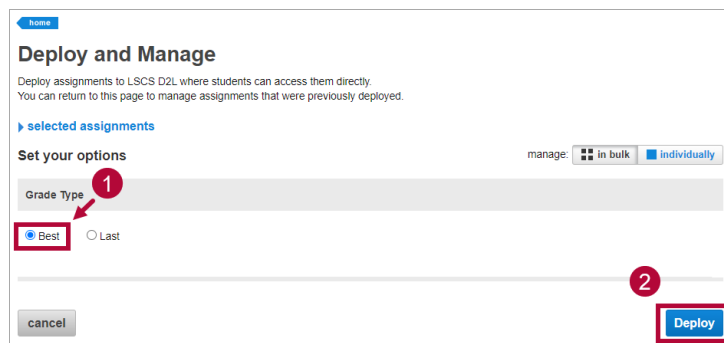 home
Deploy and Manage
Deploy assignments to LSCS D2L where students can access them directly.
You can return to this page to manage assignments that were previously deployed.
selected assignments
Set your options
manage: in bulk individually
Grade Type
1
Best Last
2
cancel Deploy